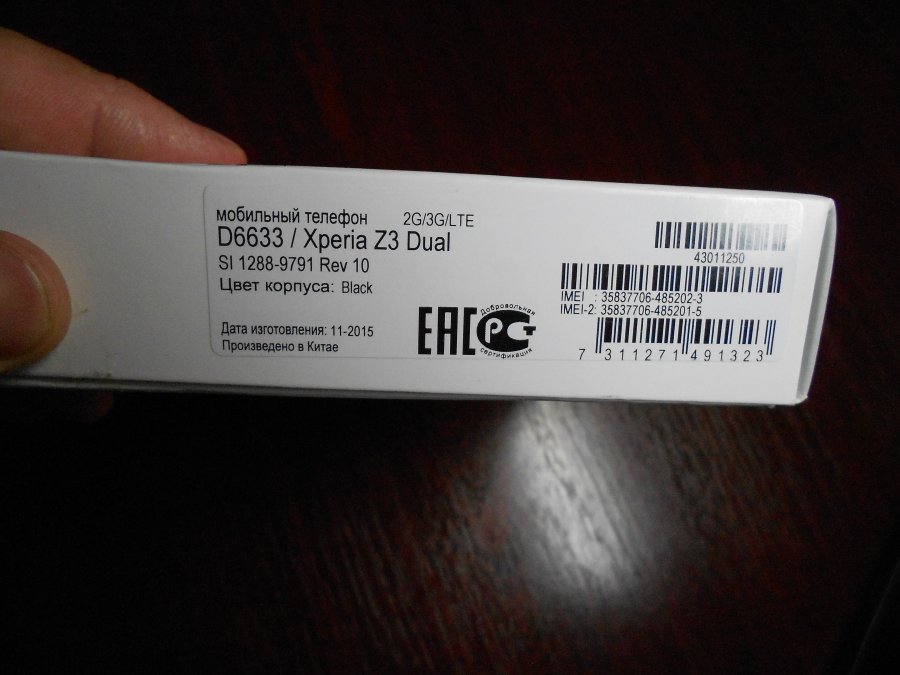 мобильный телефон 2G/3G/LTE
D6633 / Xperia Z3 Dual
SI 1288-9791 Rev 10
Цвет корпуса: Black
Дата изготовления: 11-2015
Произведено в Китае
EAC
Добровольная
РСТ
сертификация
43011250
IMEI : 35837706-485202-3
IMEI-2: 35837706-485201-5
7 311271 491323